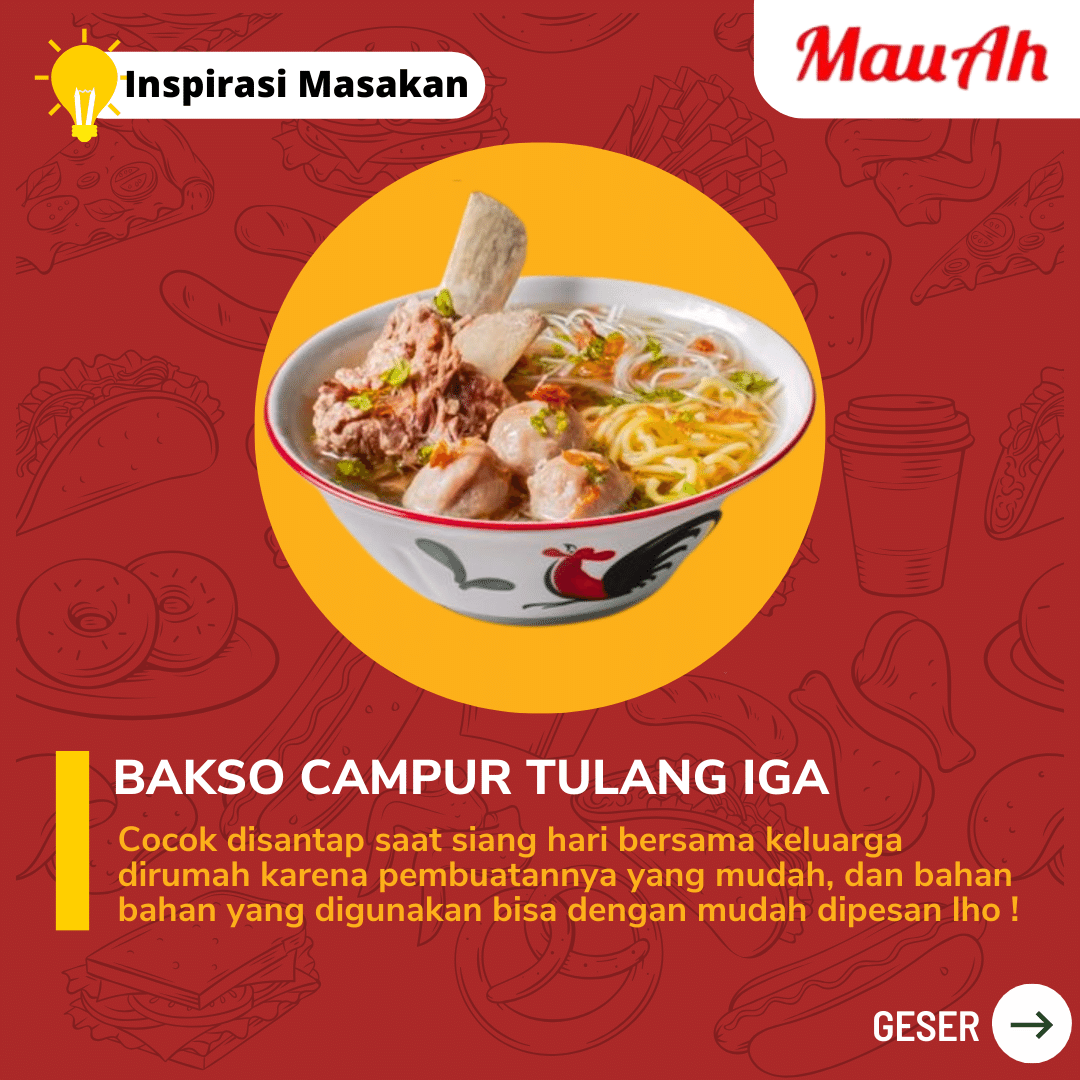 Inspirasi Masakan
MauAh
BAKSO CAMPUR TULANG IGA
Cocok disantap saat siang hari bersama keluarga
dirumah karena pembuatannya yang mudah, dan bahan
bahan yang digunakan bisa dengan mudah dipesan lho !
GESER